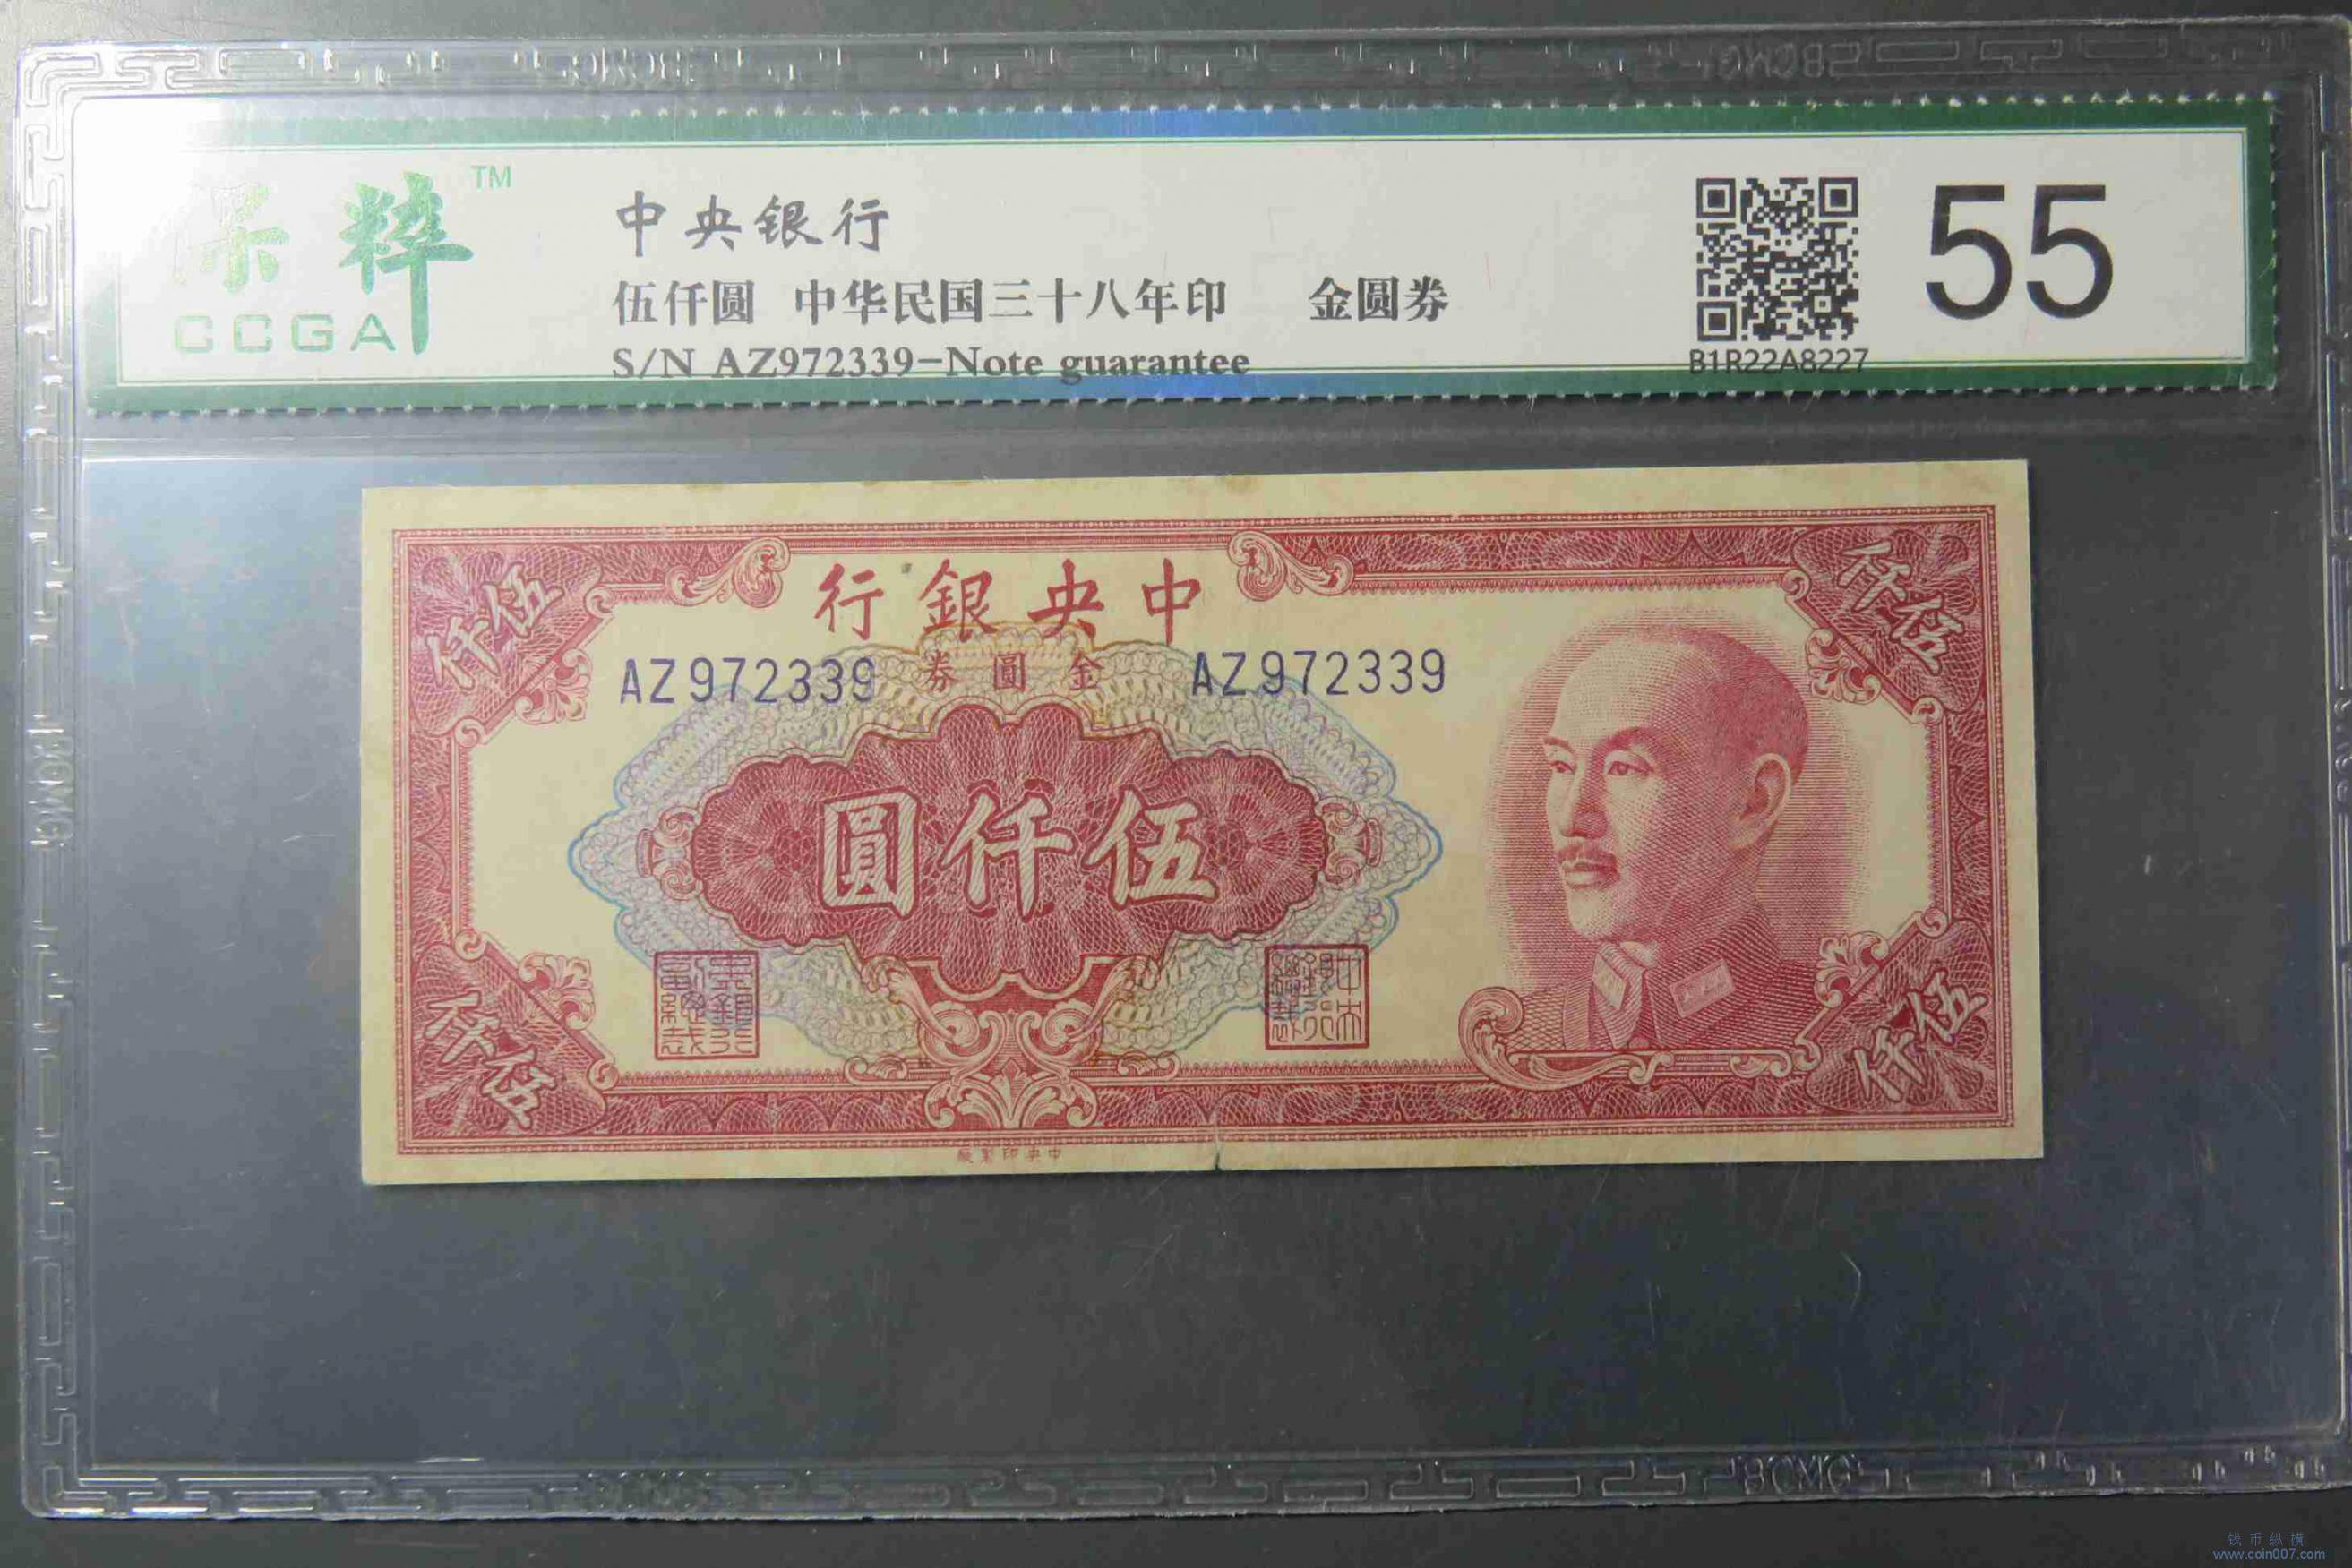 保粹 TM
CCGA
中央银行
伍仟圆 中华民国三十八年印 金圆券
S/N AZ972339-Note guarantee
B1R22A8227
55
行銀央中
券圓金
AZ972339 AZ972339
仟伍
仟伍
圓仟伍
仟伍
仟伍
廠製印央中
BCMG
BCMG
钱币纵横
www.coin007.com